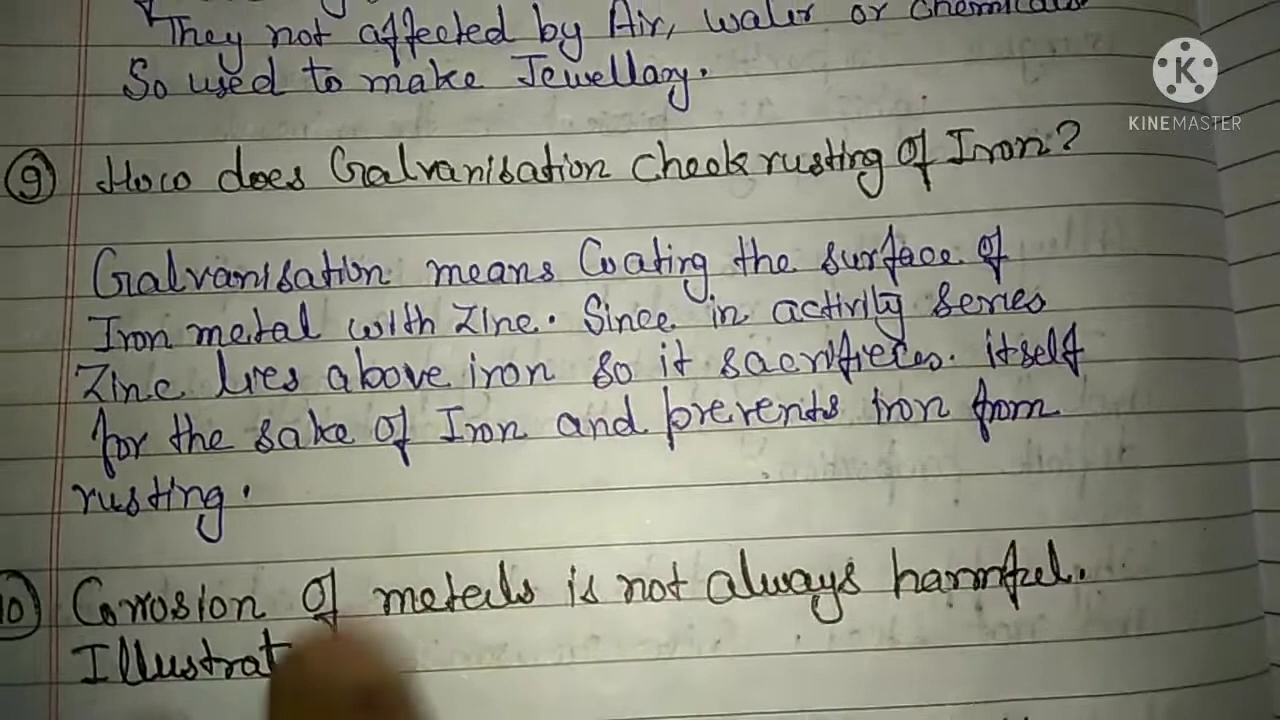 They not affected by Air, water or Chemicals
So used to make Jewellary.
KINEMASTER
9 How does Galvanisation check rusting of Iron?
Galvanisation means Coating the surface of
Iron metal with Zinc. Since in activity series
Zinc lies above iron so it sacrifieces. itself
for the sake of Iron and prevents iron from
rusting.
10 Corrosion Of metals is not always harmful.
Illustrat